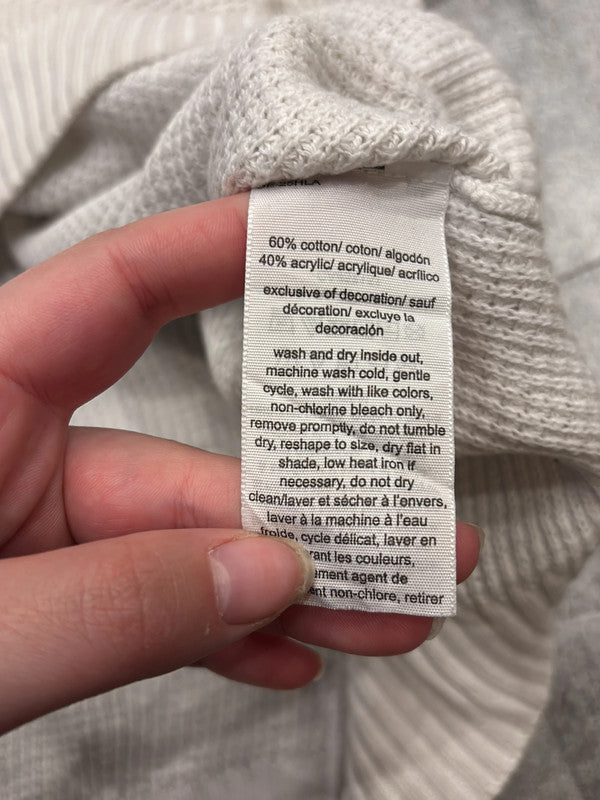 60% cotton/ coton/ algodón
40% acrylic/ acrylique/ acrílico
exclusive of decoration/ sauf
décoration/ excluye la
decoración
wash and dry inside out,
machine wash cold, gentle
cycle, wash with like colors,
non-chlorine bleach only,
remove promptly, do not tumble
dry, reshape to size, dry flat in
shade, low heat iron if
necessary, do not dry
clean/laver et sécher à l'envers,
laver à la machine à l'eau
froide, cycle délicat, laver en
les couleurs,
agent de
non-chlore, retirer